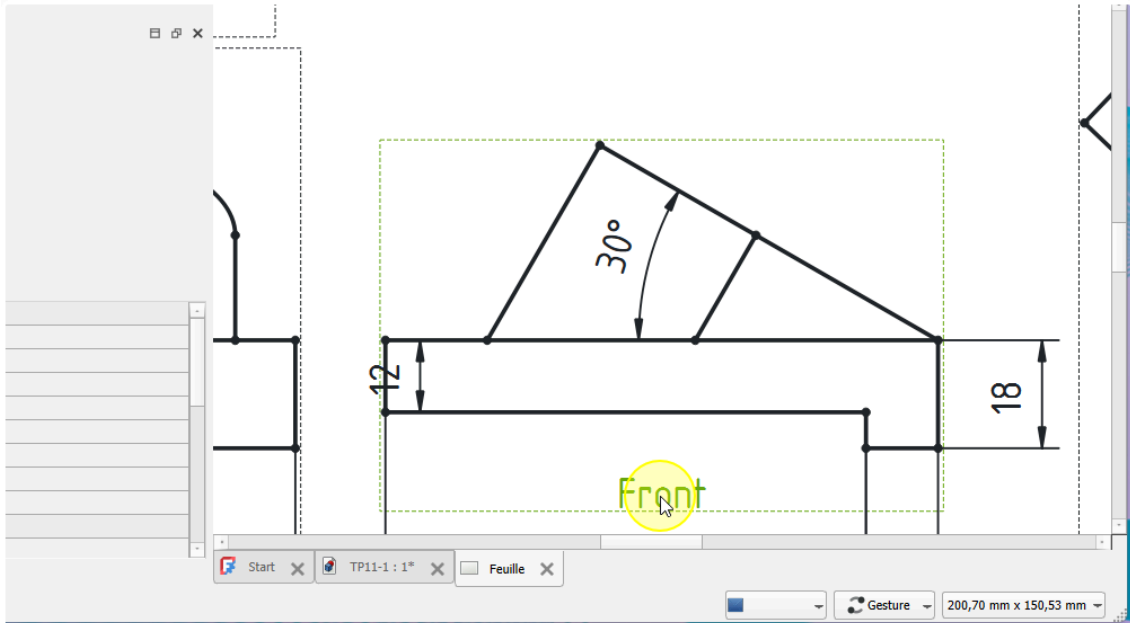 30°
12
18
Front
Start
TP11-1 : 1*
Feuille
Gesture
200,70 mm x 150,53 mm